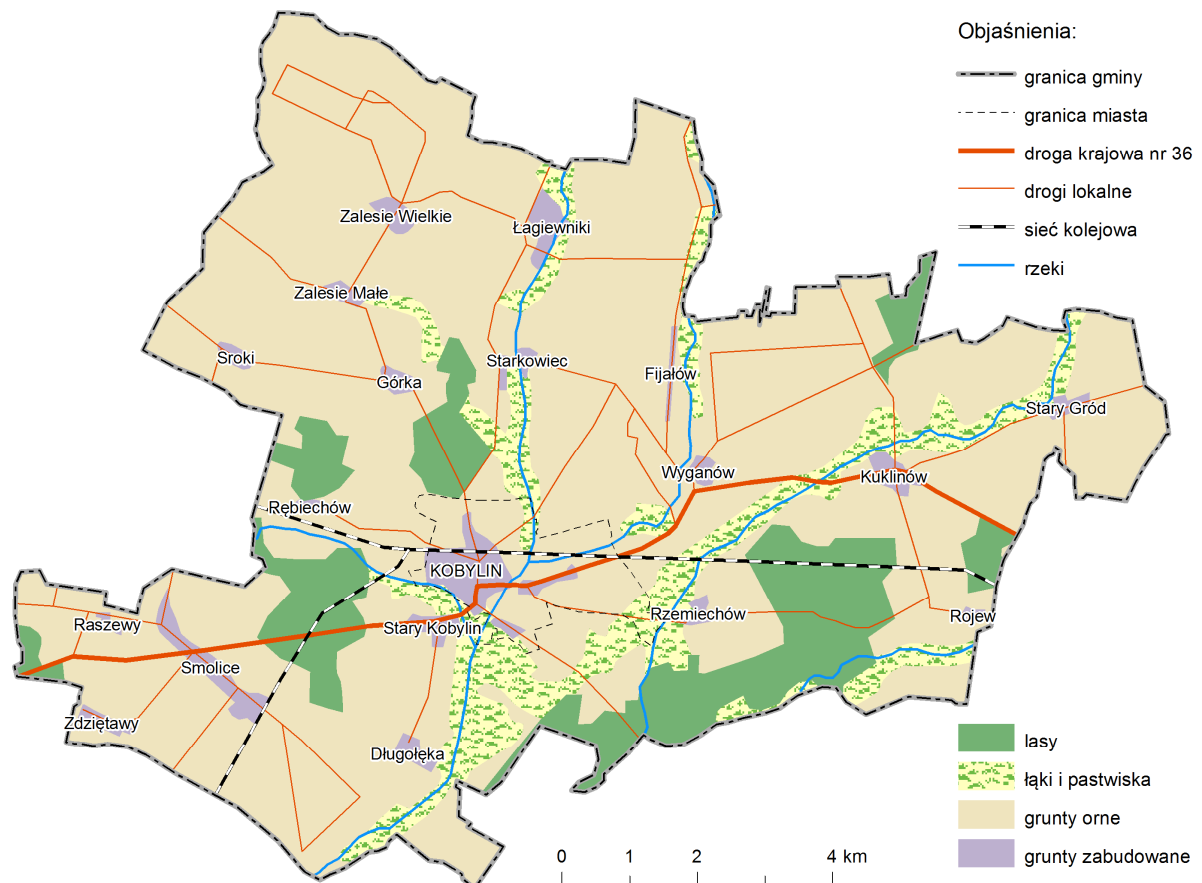 Objaśnienia:
granica gminy
granica miasta
droga krajowa nr 36
drogi lokalne
sieć kolejowa
rzeki
Zalesie Wielkie
Łagiewniki
Zalesie Małe
Sroki
Górka
Starkowiec
Fijałów
Stary Gród
Wyganów
Kuklinów
Rębiechów
KOBYLIN
Raszewy
Stary Kobylin
Rzemiechów
Rojew
Smolice
Zdziętawy
Długołęka
lasy
łąki i pastwiska
grunty orne
grunty zabudowane
0 1 2 4 km